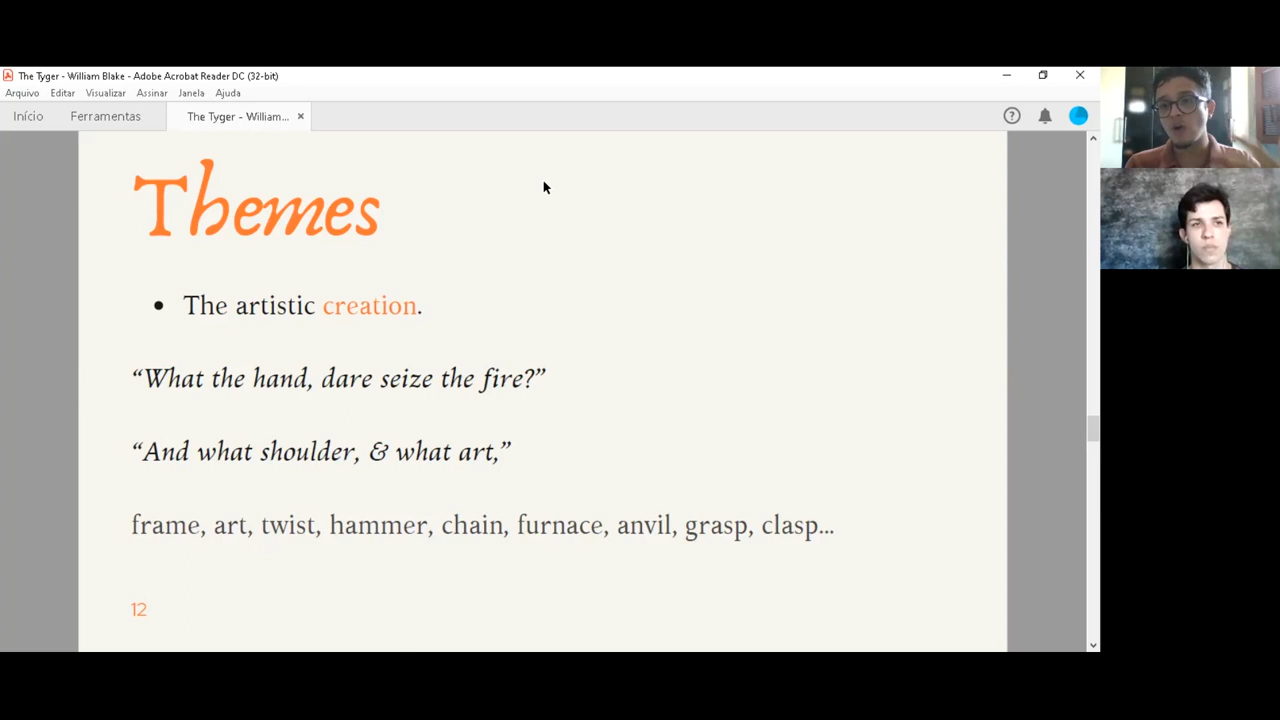 The Tyger - William Blake - Adobe Acrobat Reader DC (32-bit)
Arquivo Editar Visualizar Assinar Janela Ajuda
Início Ferramentas The Tyger - William...
Themes
• The artistic creation.
“What the hand, dare seize the fire?”
“And what shoulder, & what art,”
frame, art, twist, hammer, chain, furnace, anvil, grasp, clasp...
12